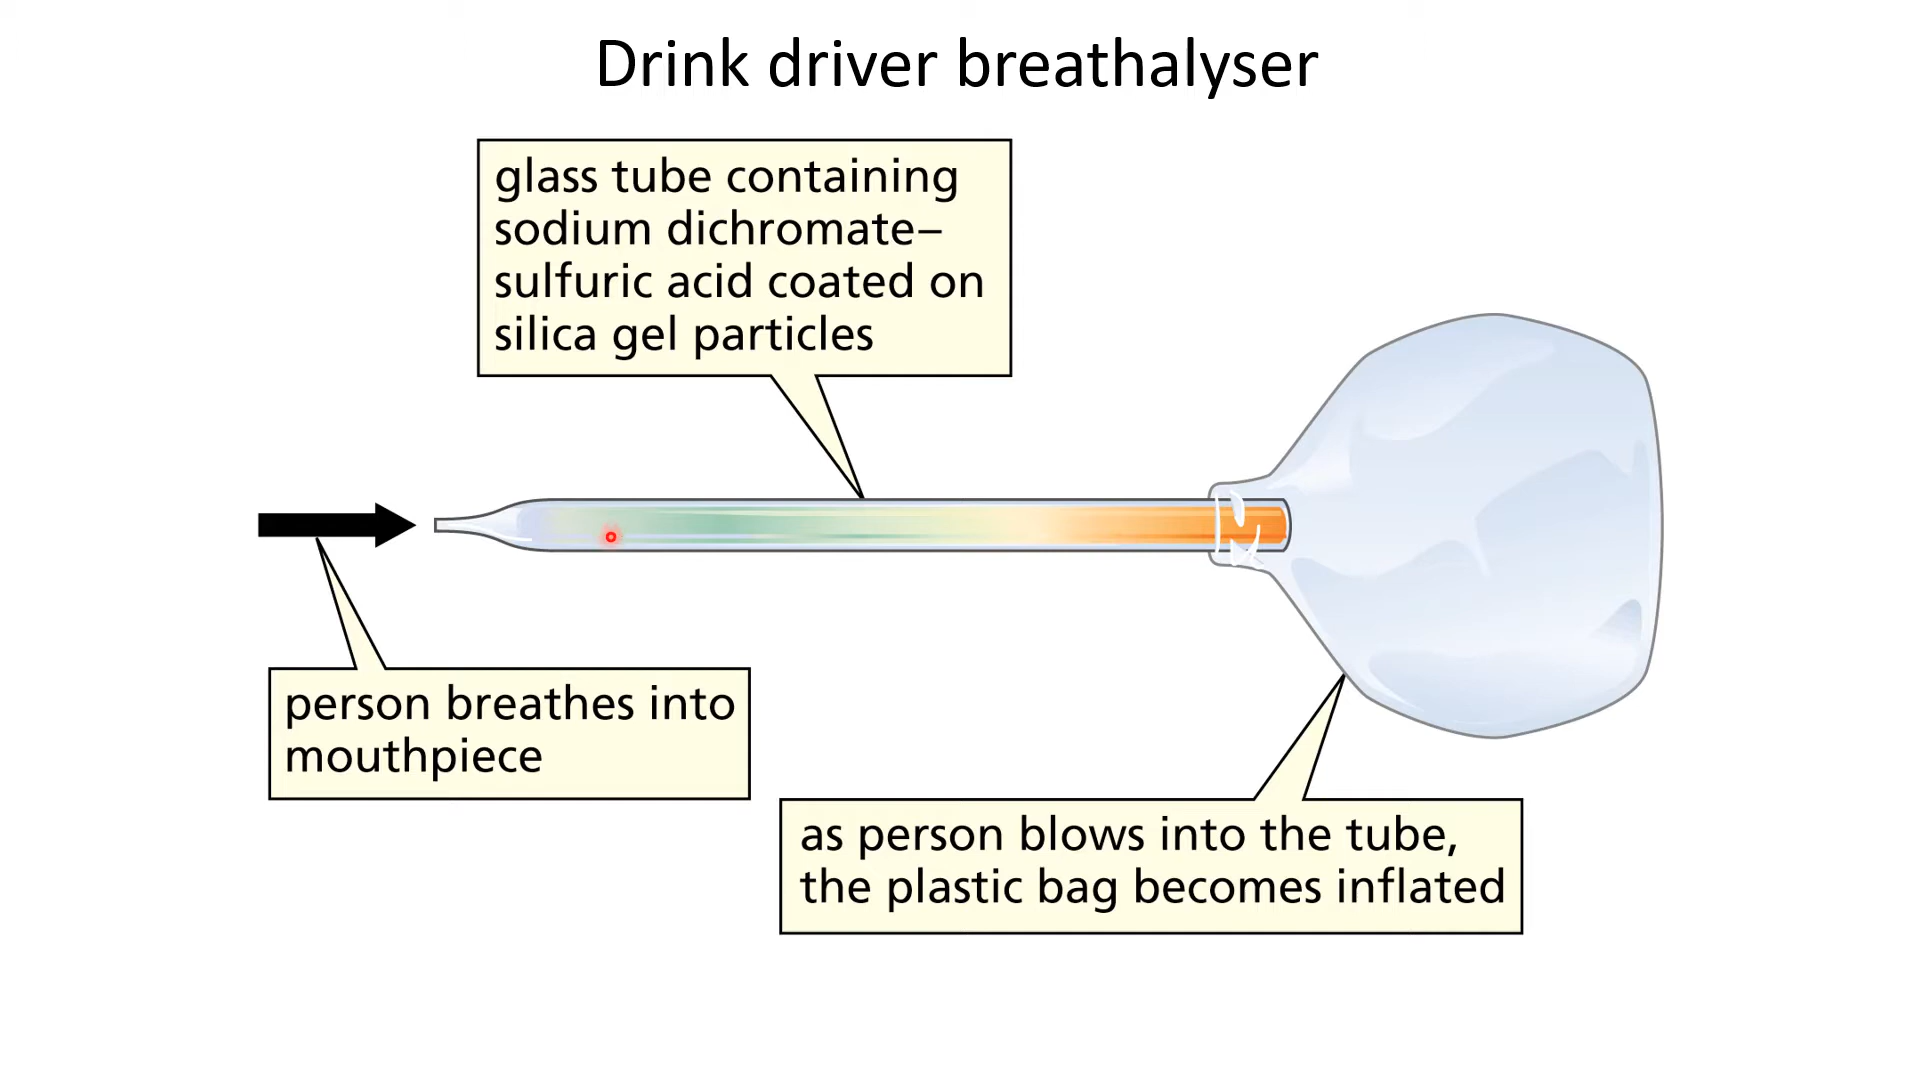 Drink driver breathalyser
glass tube containing
sodium dichromate–
sulfuric acid coated on
silica gel particles
person breathes into
mouthpiece
as person blows into the tube,
the plastic bag becomes inflated